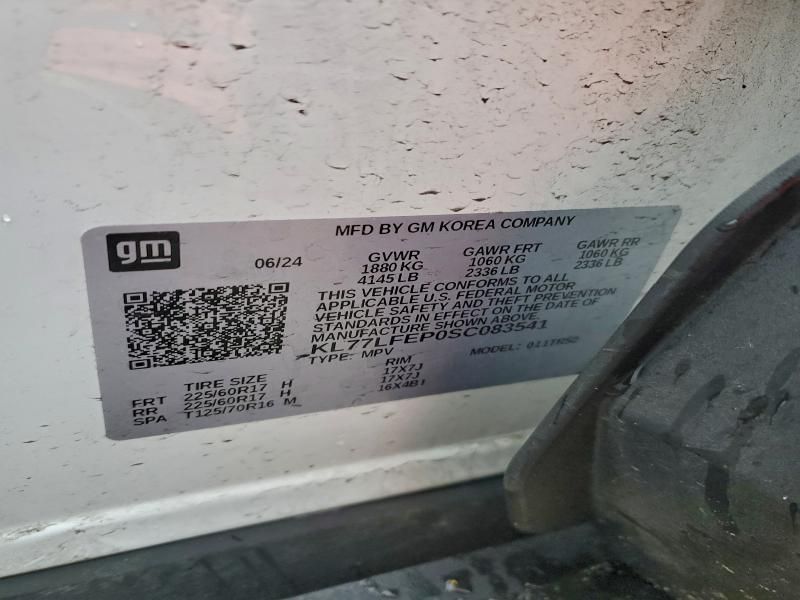 gm
MFD BY GM KOREA COMPANY
06/24
GVWR GAWR FRT GAWR RR
1880 KG 1060 KG 1060 KG
4145 LB 2336 LB 2336 LB
THIS VEHICLE CONFORMS TO ALL
APPLICABLE U.S. FEDERAL MOTOR
VEHICLE SAFETY AND THEFT PREVENTION
STANDARDS IN EFFECT ON THE DATE OF
MANUFACTURE SHOWN ABOVE.
KL77LFEP0SC083541
TYPE: MPV MODEL:
TIRE SIZE RIM
FRT 225/60R17 H 17X7J
RR 225/60R17 H 17X7J
SPA T125/70R16 M 16X4B